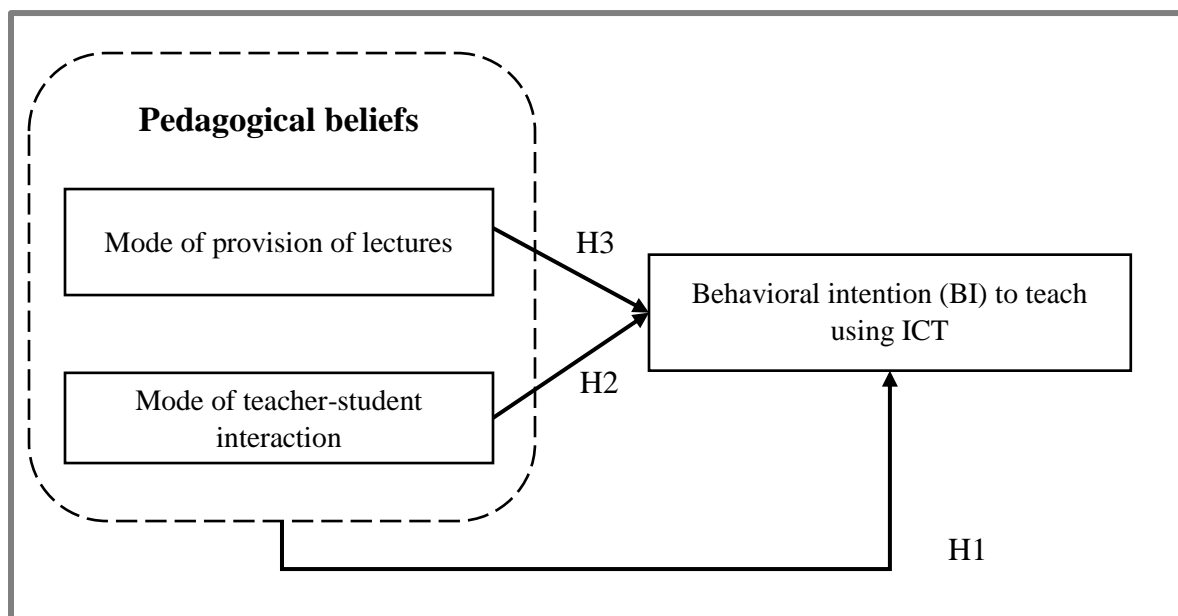 Pedagogical beliefs
Mode of provision of lectures
H3
Behavioral intention (BI) to teach
using ICT
Mode of teacher-student
interaction
H2
H1